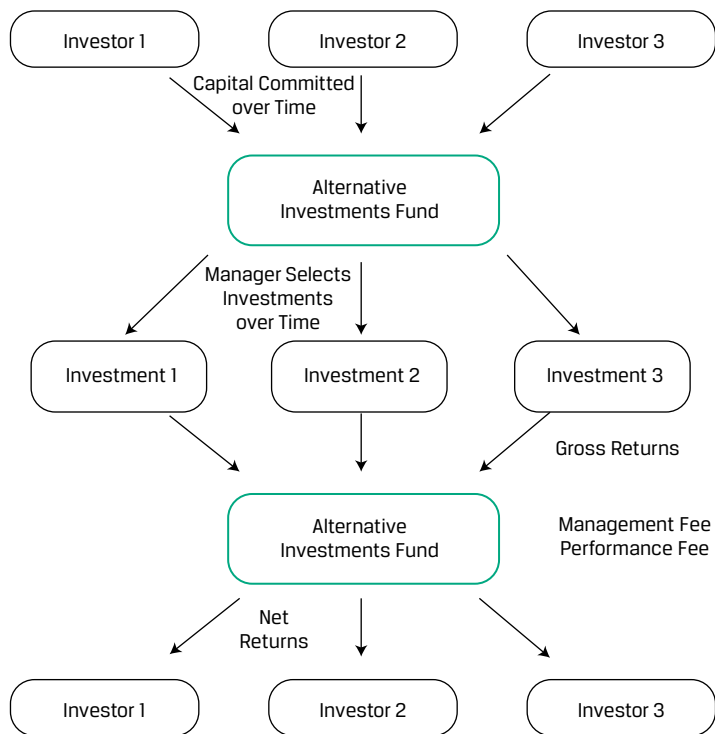 Investor 1
Investor 2
Investor 3
Capital Committed
over Time
Alternative
Investments Fund
Manager Selects
Investments
over Time
Investment 1
Investment 2
Investment 3
Gross Returns
Alternative
Investments Fund
Management Fee
Performance Fee
Net
Returns
Investor 1
Investor 2
Investor 3